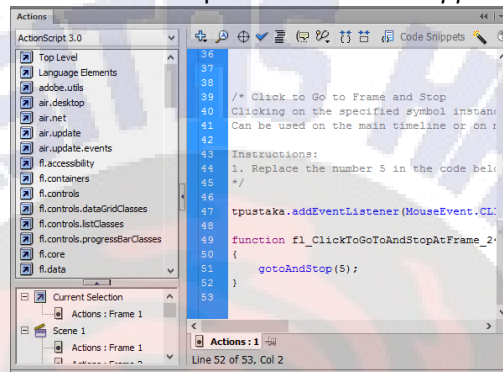 Actions
ActionScript 3.0
Top Level
Language Elements
adobe.utils
air.desktop
air.net
air.update
air.update.events
fl.accessibility
fl.containers
fl.controls
fl.controls.dataGridClasses
fl.controls.listClasses
fl.controls.progressBarClasses
fl.core
fl.data
Current Selection
Actions : Frame 1
Scene 1
Actions : Frame 1
Code Snippets
36
37
38
39 /* Click to Go to Frame and Stop
40 Clicking on the specified symbol instanc
41 Can be used on the main timeline or on
42
43 Instructions:
44 1. Replace the number 5 in the code belo
45 */
46
47 tpustaka.addEventListener(MouseEvent.CL
48
49 function fl_ClickToGoToAndStopAtFrame_2
50 {
51 gotoAndStop(5);
52 }
53
Actions : 1
Line 52 of 53, Col 2